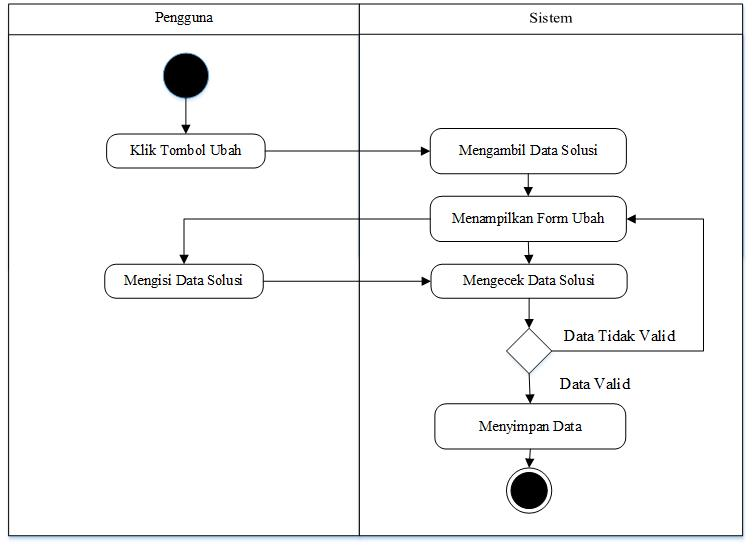 Pengguna
Sistem
Klik Tombol Ubah
Mengambil Data Solusi
Menampilkan Form Ubah
Mengisi Data Solusi
Mengecek Data Solusi
Data Tidak Valid
Data Valid
Menyimpan Data